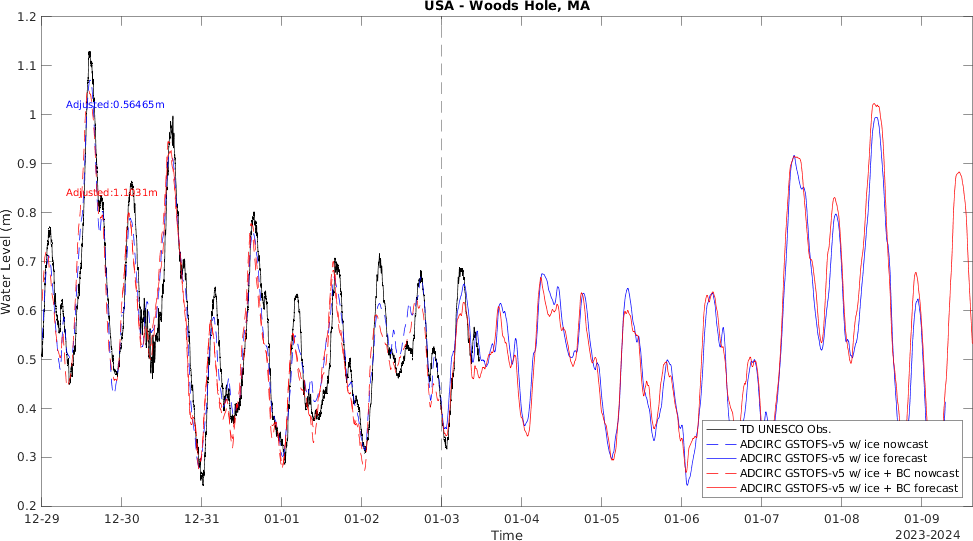 USA - Woods Hole, MA
1.2
1.1
1
0.9
0.8
0.7
0.6
0.5
0.4
0.3
0.2
Water Level (m)
Adjusted:0.56465m
TD UNESCO Obs.
ADCIRC GSTOFS-v5 w/ ice nowcast
ADCIRC GSTOFS-v5 w/ ice forecast
ADCIRC GSTOFS-v5 w/ ice + BC nowcast
ADCIRC GSTOFS-v5 w/ ice + BC forecast
12-29 12-30 12-31 01-01 01-02 01-03 01-04 01-05 01-06 01-07 01-08 01-09
Time
2023-2024